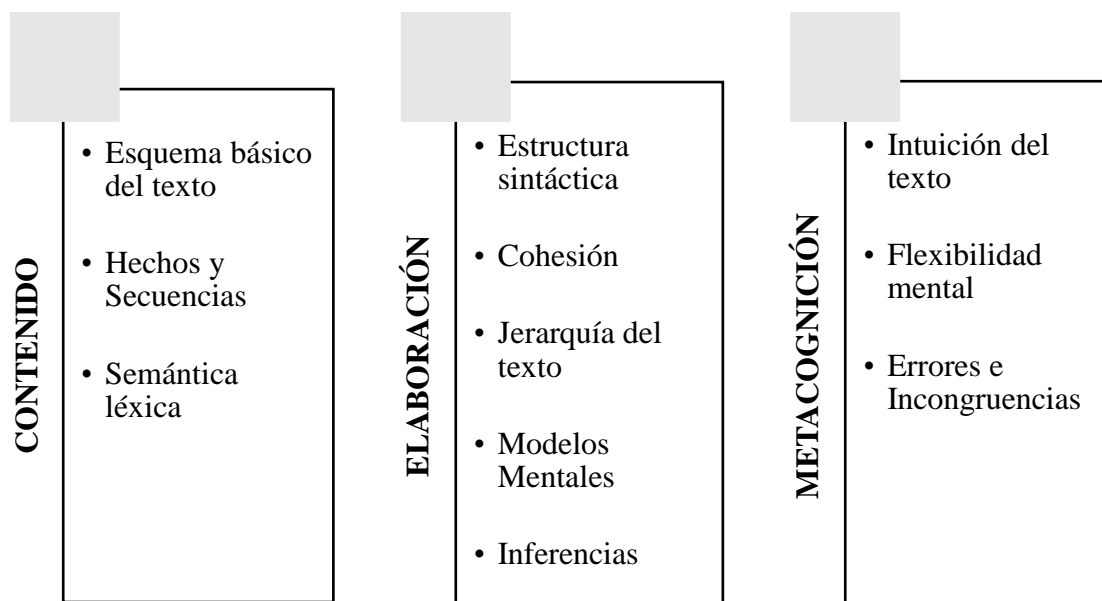 CONTENIDO
• Esquema básico
del texto
• Hechos y
Secuencias
• Semántica
léxica
ELABORACIÓN
• Estructura
sintáctica
• Cohesión
• Jerarquía del
texto
• Modelos
Mentales
• Inferencias
METACOGNICIÓN
• Intuición del
texto
• Flexibilidad
mental
• Errores e
Incongruencias